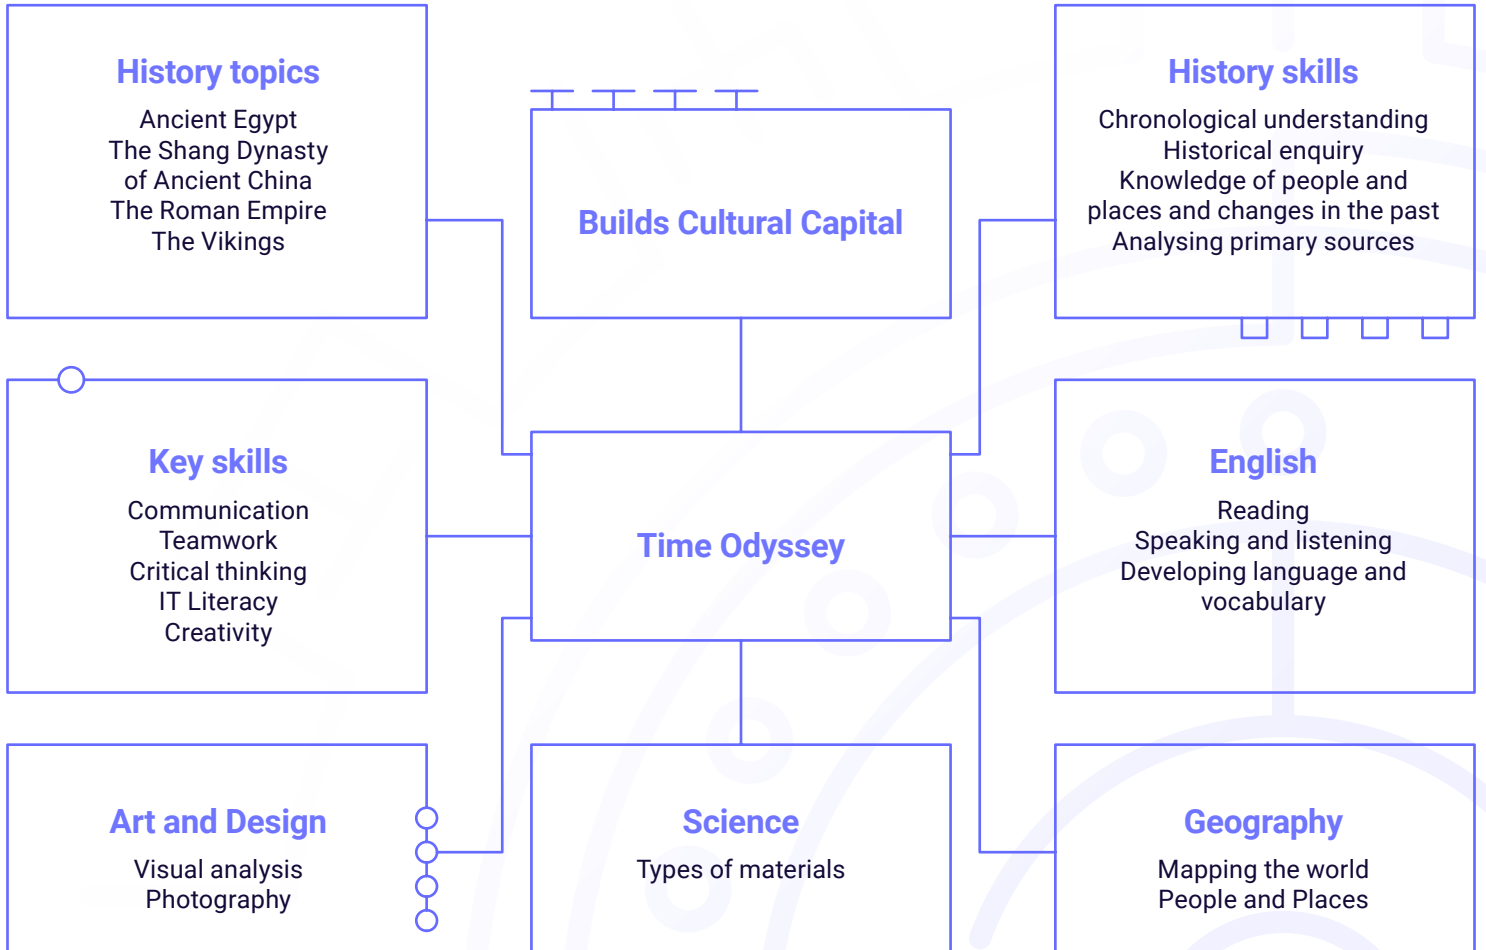 History topics
Ancient Egypt
The Shang Dynasty
of Ancient China
The Roman Empire
The Vikings
Builds Cultural Capital
History skills
Chronological understanding
Historical enquiry
Knowledge of people and
places and changes in the past
Analysing primary sources
Key skills
Communication
Teamwork
Critical thinking
IT Literacy
Creativity
Time Odyssey
English
Reading
Speaking and listening
Developing language and
vocabulary
Art and Design
Visual analysis
Photography
Science
Types of materials
Geography
Mapping the world
People and Places